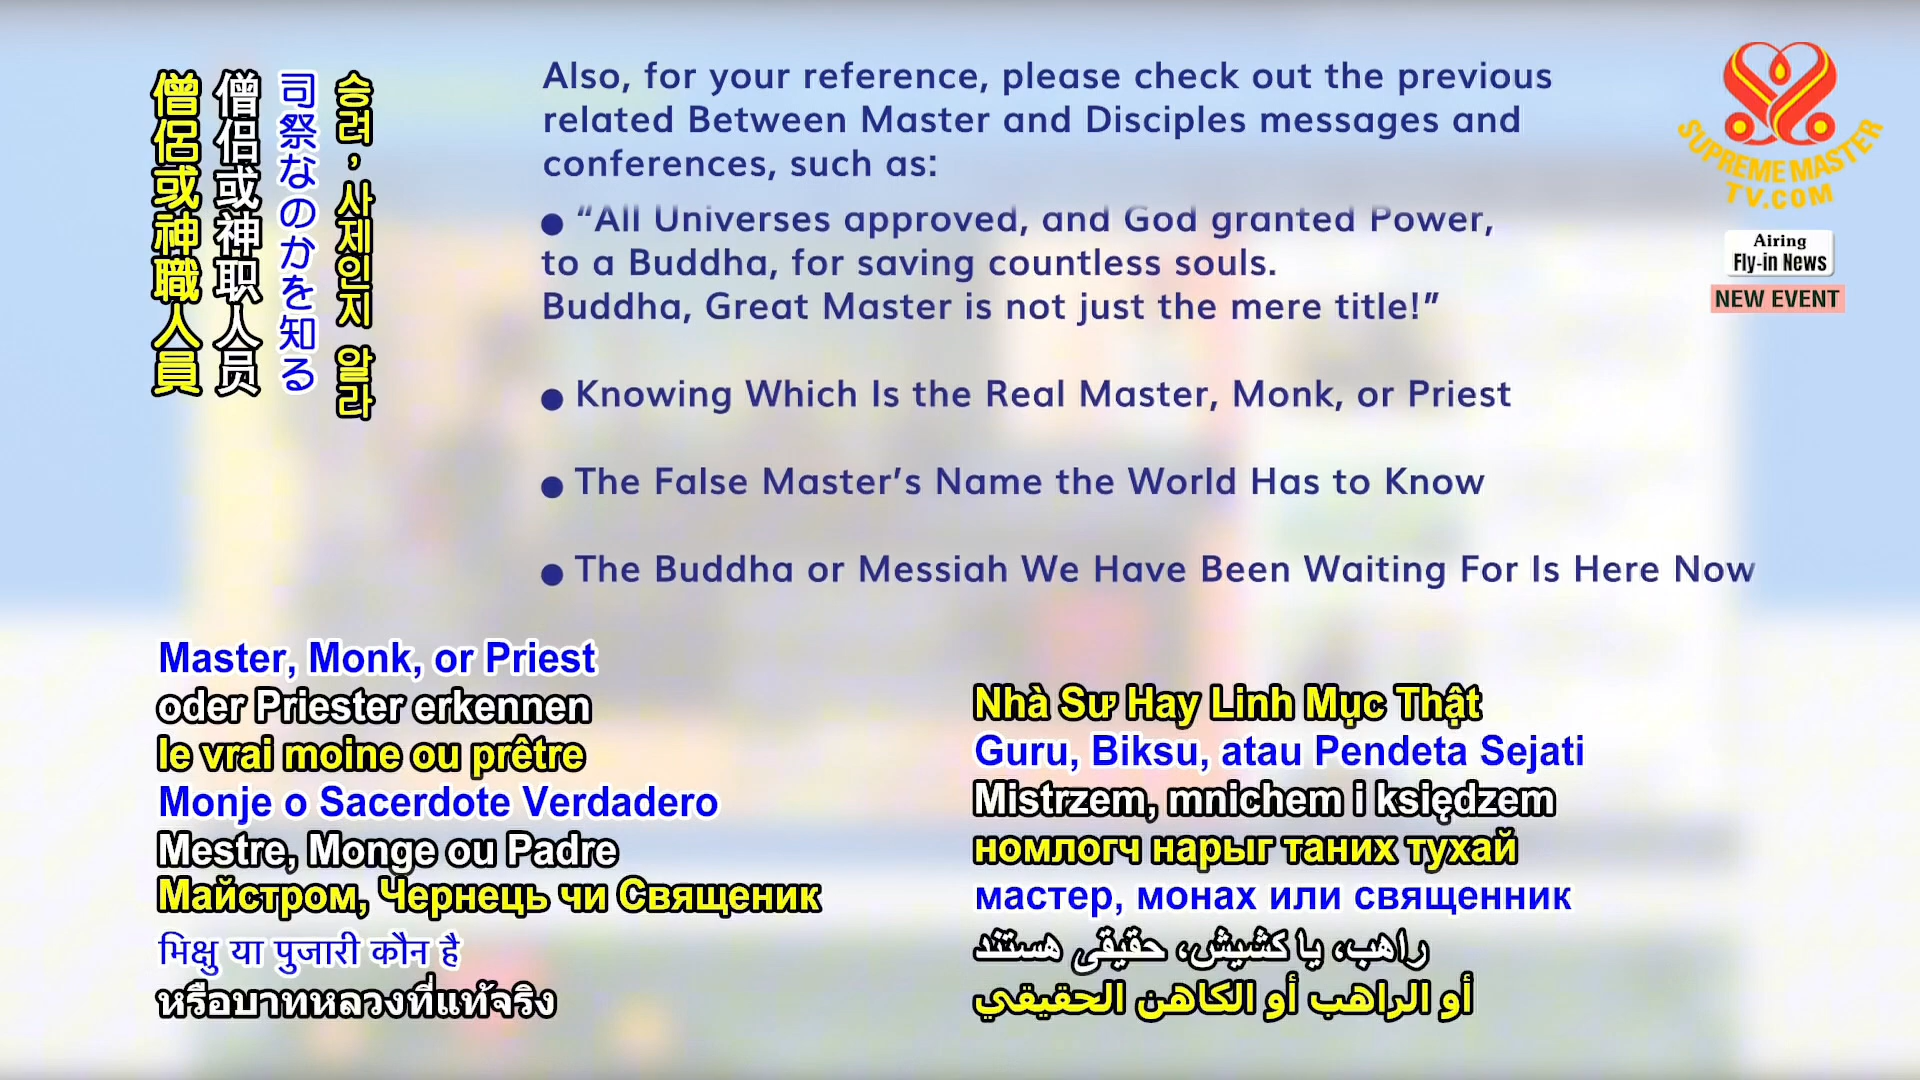 僧侶或神職人員
僧侣或神职人员
司祭なのかを知る
승려, 사제인지 알라
Also, for your reference, please check out the previous
related Between Master and Disciples messages and
conferences, such as:
● “All Universes approved, and God granted Power,
to a Buddha, for saving countless souls.
Buddha, Great Master is not just the mere title!”
● Knowing Which Is the Real Master, Monk, or Priest
● The False Master’s Name the World Has to Know
● The Buddha or Messiah We Have Been Waiting For Is Here Now
SUPREME MASTER
TV.COM
Airing
Fly-in News
NEW EVENT
Master, Monk, or Priest
oder Priester erkennen
le vrai moine ou prêtre
Monje o Sacerdote Verdadero
Mestre, Monge ou Padre
Майстром, Чернець чи Священик
भिक्षु या पुजारी कौन है
หรือบาทหลวงที่แท้จริง
Nhà Sư Hay Linh Mục Thật
Guru, Biksu, atau Pendeta Sejati
Mistrzem, mnichem i księdzem
номлогч нарыг таних тухай
мастер, монах или священник
راهب، یا کشیش، حقیقی هستند
أو الراهب أو الكاهن الحقيقي